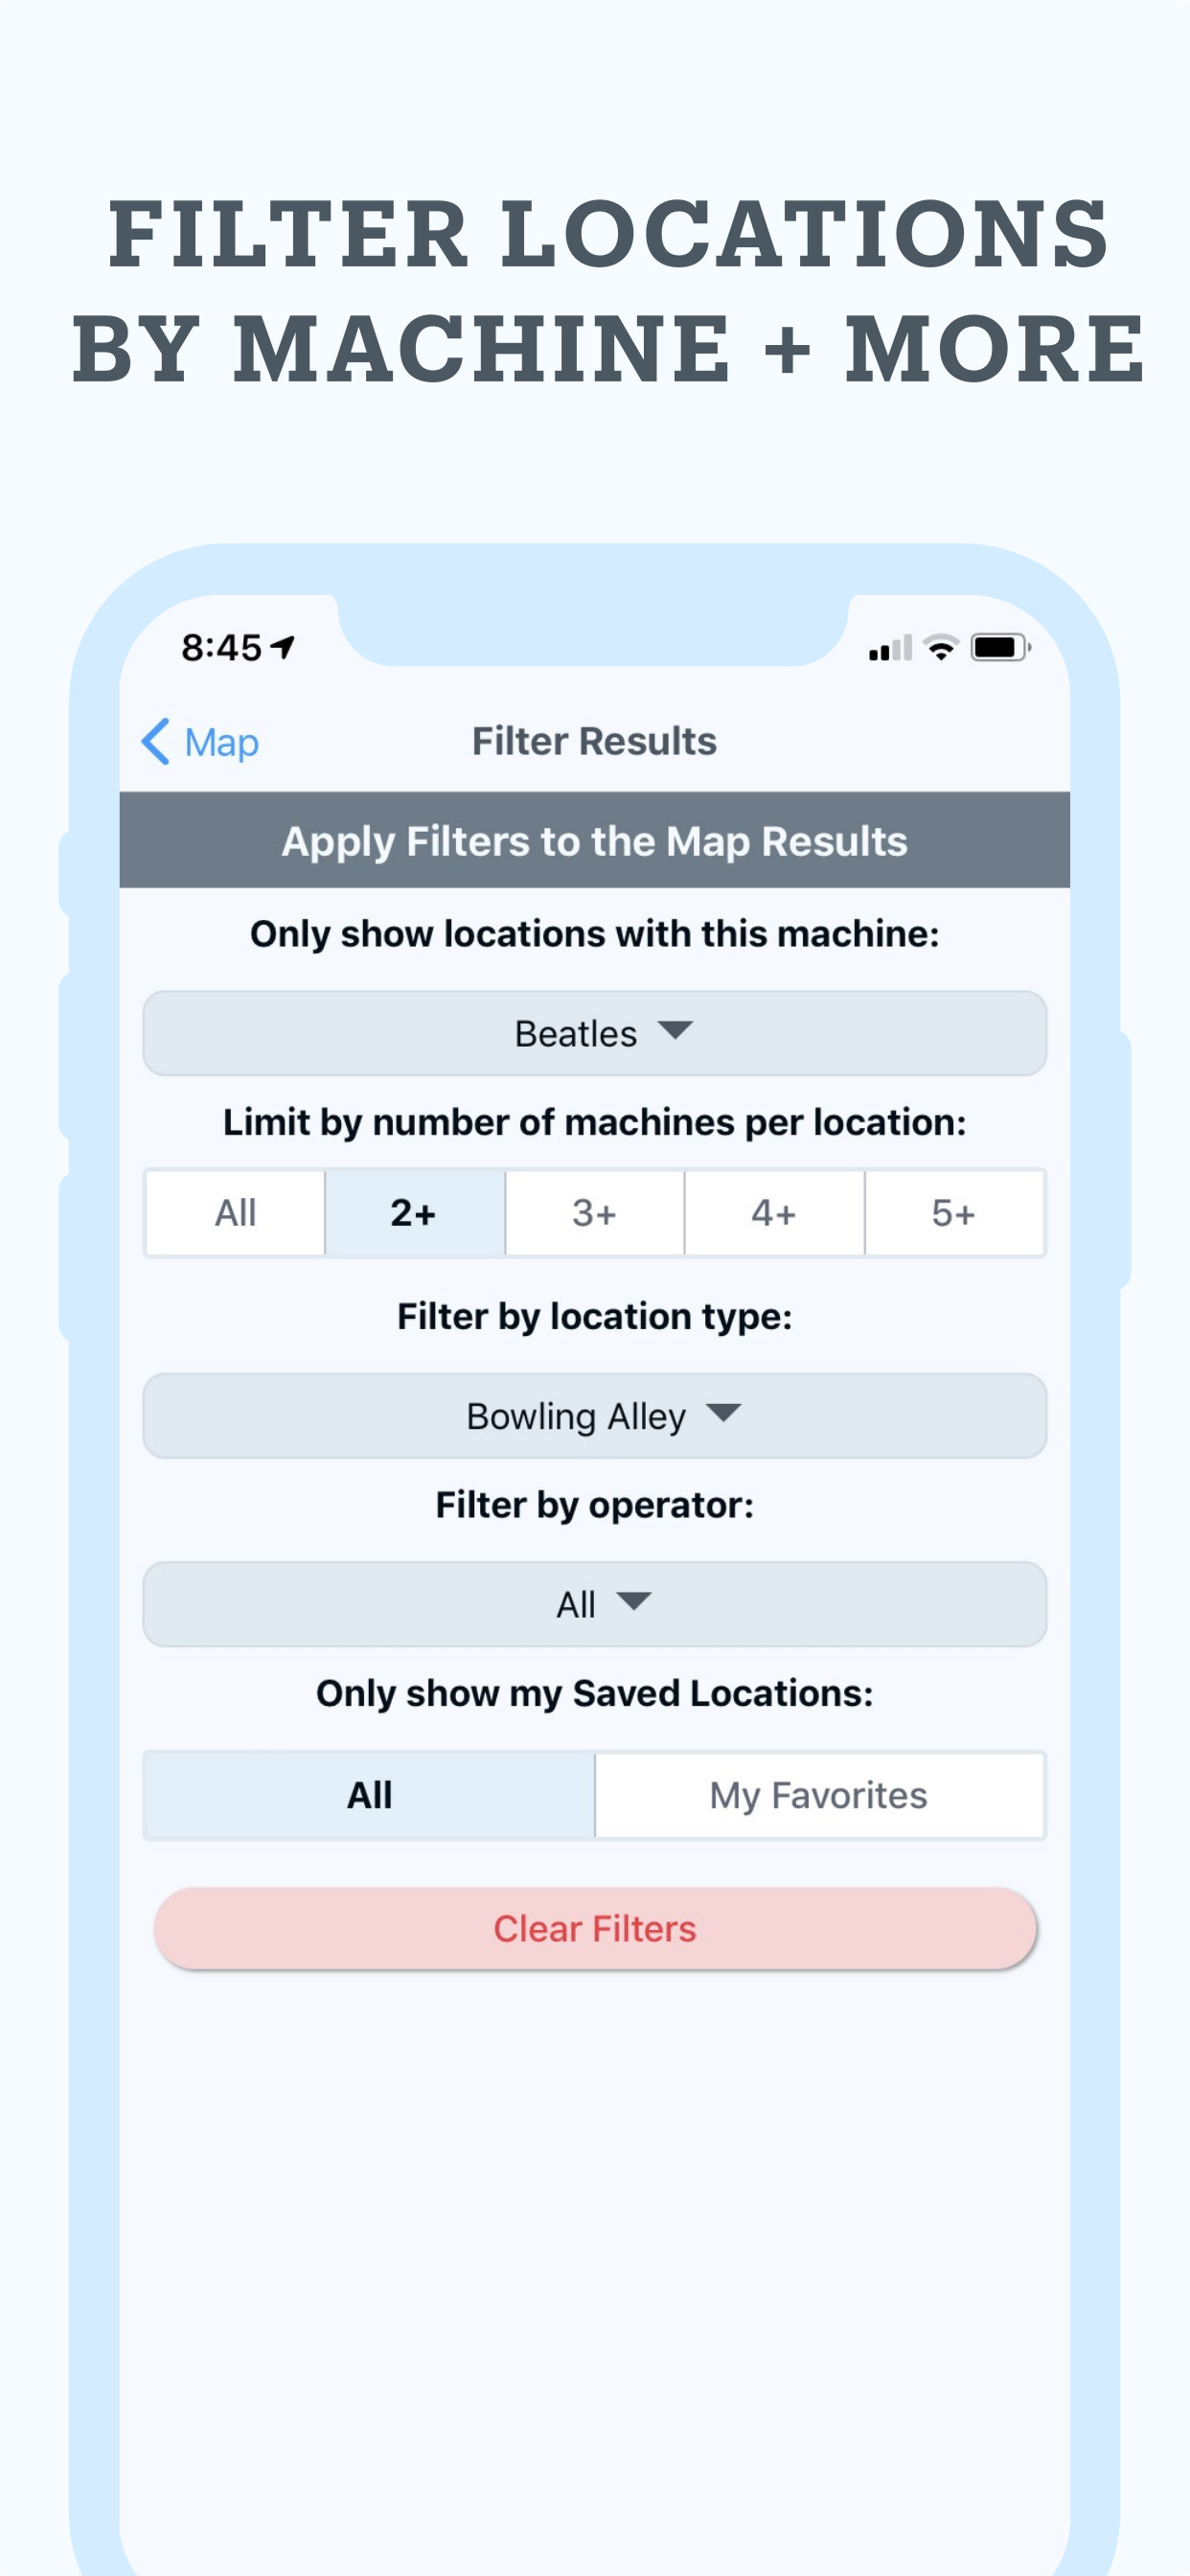 FILTER LOCATIONS
BY MACHINE + MORE
8:45
Map
Filter Results
Apply Filters to the Map Results
Only show locations with this machine:
Beatles
Limit by number of machines per location:
All 2+ 3+ 4+ 5+
Filter by location type:
Bowling Alley
Filter by operator:
All
Only show my Saved Locations:
All My Favorites
Clear Filters